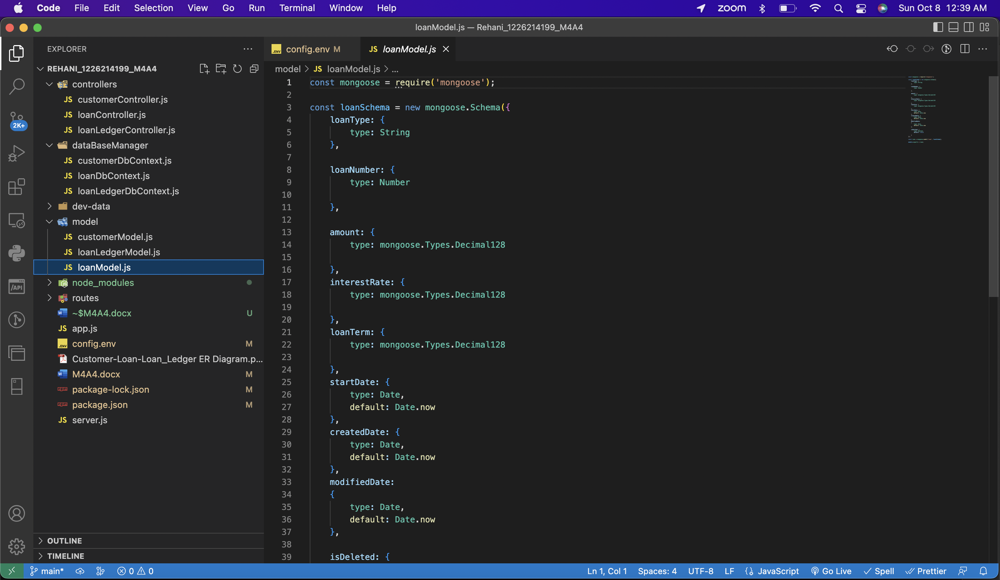 Code File Edit Selection View Go Run Terminal Window Help zoom Sun Oct 8 12:39 AM
loanModel.js — Rehani_1226214199_M4A4
EXPLORER
REHANI_1226214199_M4A4
controllers
JS customerController.js
JS loanController.js
JS loanLedgerController.js
2K+
dataBaseManager
JS customerDbContext.js
JS loanDbContext.js
JS loanLedgerDbContext.js
dev-data
model
JS customerModel.js
JS loanLedgerModel.js
JS loanModel.js
node_modules
/API
routes
~$M4A4.docx U
JS app.js
.ENV config.env M
Customer-Loan-Loan_Ledger ER Diagram.p...
M4A4.docx M
package-lock.json M
package.json M
JS server.js
OUTLINE
TIMELINE
.ENV config.env M JS loanModel.js
model > JS loanModel.js > ...
1 const mongoose = require('mongoose');
2
3 const loanSchema = new mongoose.Schema({
4 loanType: {
5 type: String
6 },
7
8 loanNumber: {
9 type: Number
10
11 },
12
13 amount: {
14 type: mongoose.Types.Decimal128
15
16 },
17 interestRate: {
18 type: mongoose.Types.Decimal128
19
20 },
21 loanTerm: {
22 type: mongoose.Types.Decimal128
23
24 },
25 startDate: {
26 type: Date,
27 default: Date.now
28 },
29 createdDate: {
30 type: Date,
31 default: Date.now
32 },
33 modifiedDate:
34 {
35 type: Date,
36 default: Date.now
37 },
38
39 isDeleted: {
main* 0 0 Ln 1, Col 1 Spaces: 4 UTF-8 LF JavaScript Go Live Spell Prettier